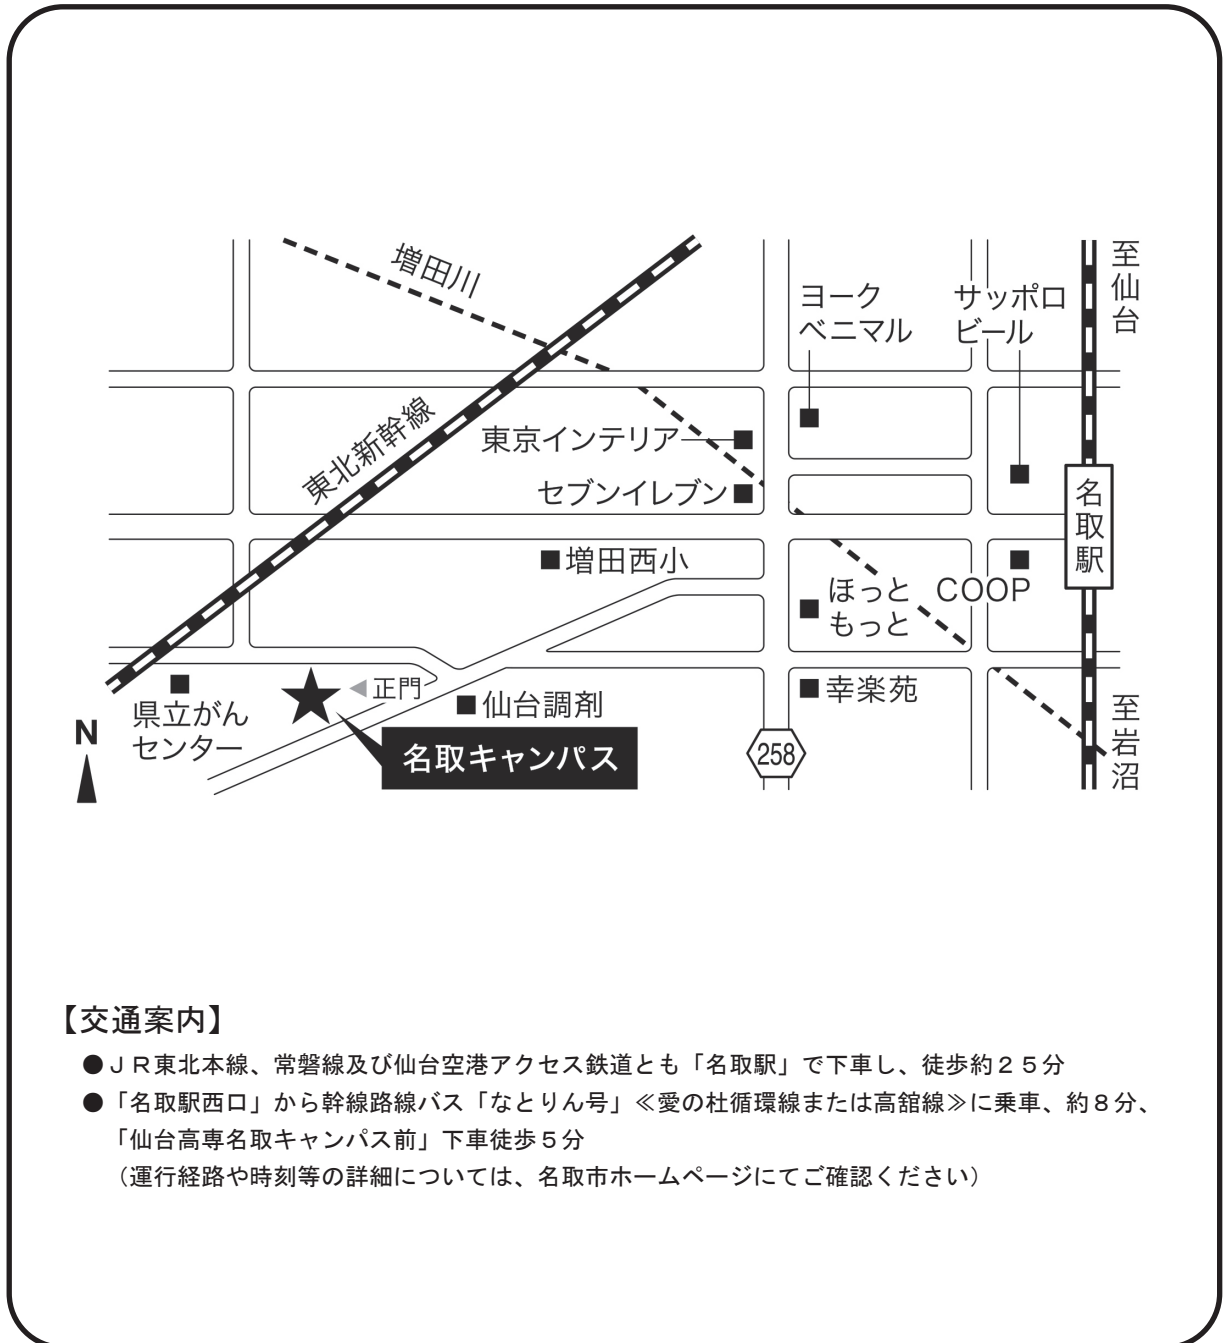 増田川
ヨーク
ベニマル
サッポロ
ビール
至仙台
東北新幹線
東京インテリア
セブンイレブン
名取駅
増田西小
ほっと
もっと
COOP
正門
県立がん
センター
仙台調剤
幸楽苑
N
名取キャンパス
258
至岩沼
【交通案内】
●ＪＲ東北本線、常磐線及び仙台空港アクセス鉄道とも「名取駅」で下車し、徒歩約２５分
●「名取駅西口」から幹線路線バス「なとりん号」≪愛の杜循環線または高舘線≫に乗車、約８分、
「仙台高専名取キャンパス前」下車徒歩５分
（運行経路や時刻等の詳細については、名取市ホームページにてご確認ください）